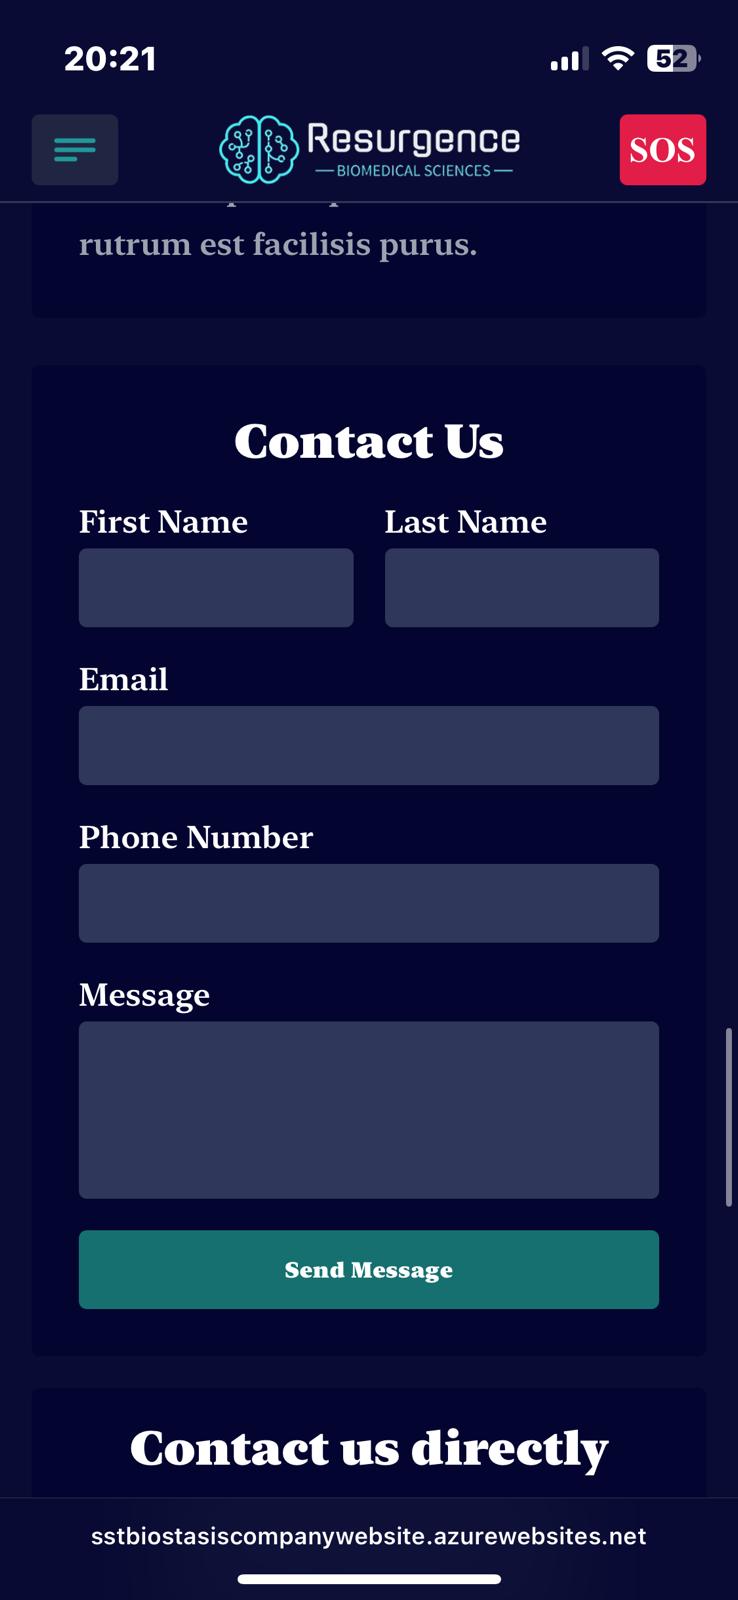 20:21
52
Resurgence
BIOMEDICAL SCIENCES
SOS
rutrum est facilisis purus.
Contact Us
First Name
Last Name
Email
Phone Number
Message
Send Message
Contact us directly
sstbiostasiscompanywebsite.azurewebsites.net